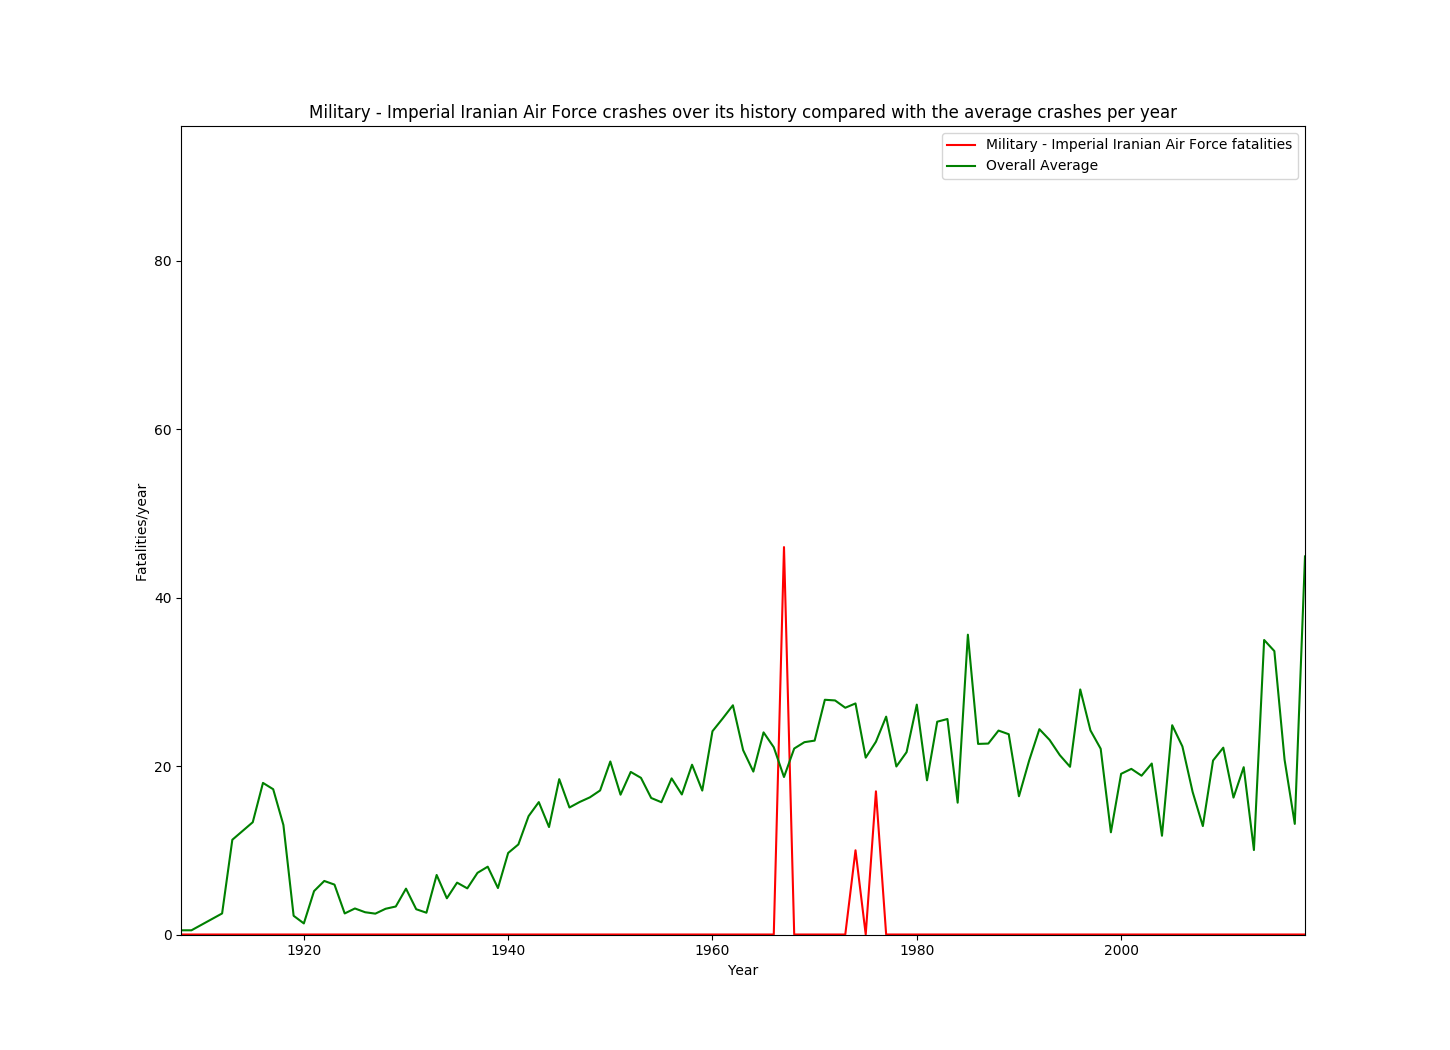 Military - Imperial Iranian Air Force crashes over its history compared with the average crashes per year
Military - Imperial Iranian Air Force fatalities
Overall Average
80
60
40
20
0
Fatalities/year
1920
1940
1960
1980
2000
Year